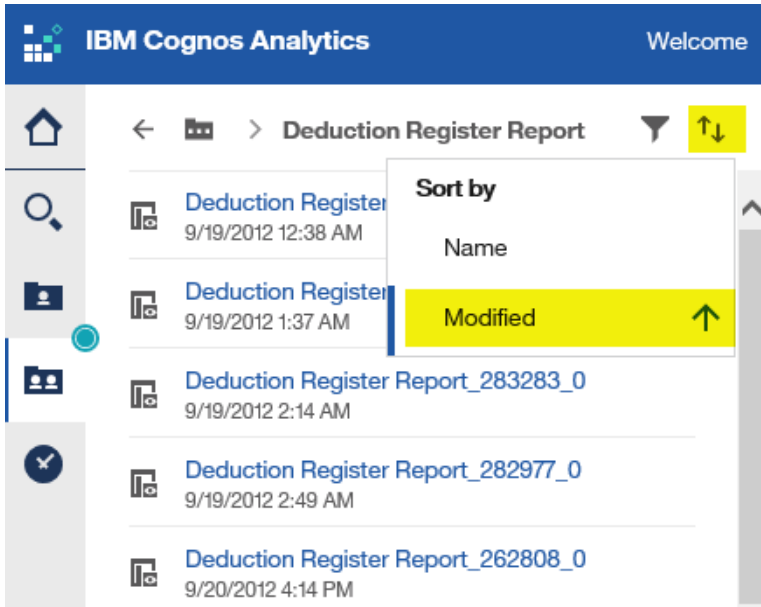 IBM Cognos Analytics Welcome
Deduction Register Report
Sort by
Name
Modified
Deduction Register
9/19/2012 12:38 AM
Deduction Register
9/19/2012 1:37 AM
Deduction Register Report_283283_0
9/19/2012 2:14 AM
Deduction Register Report_282977_0
9/19/2012 2:49 AM
Deduction Register Report_262808_0
9/20/2012 4:14 PM